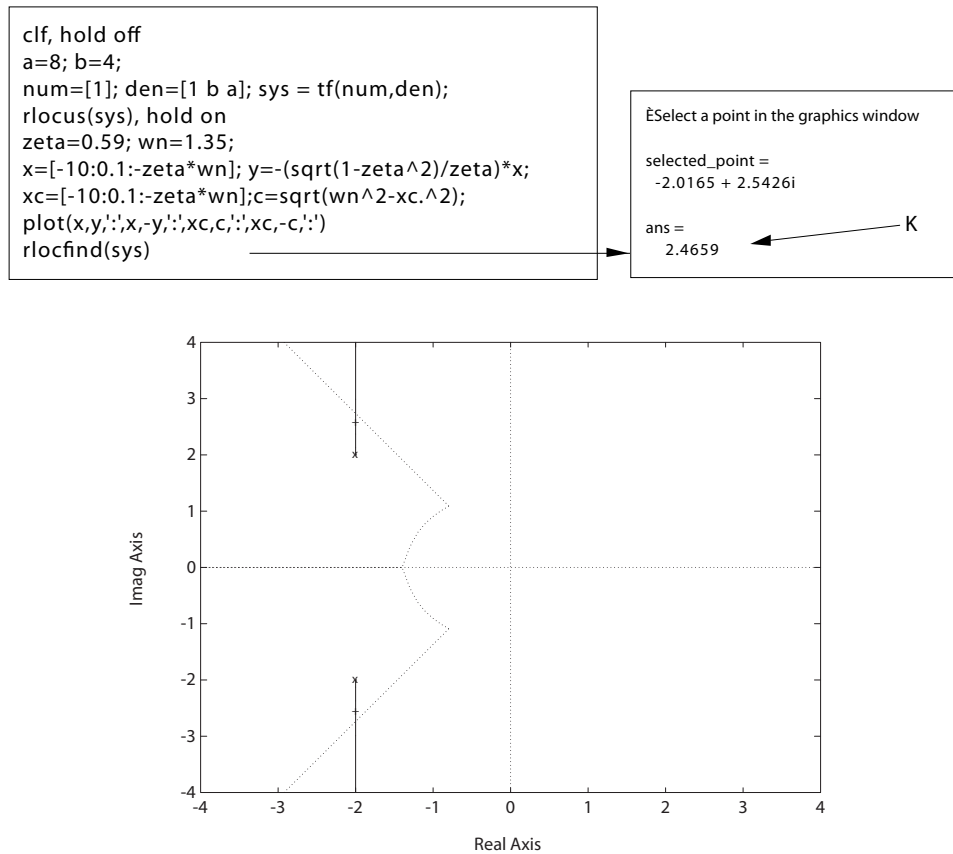 clf, hold off
a=8; b=4;
num=[1]; den=[1 b a]; sys = tf(num,den);
rlocus(sys), hold on
zeta=0.59; wn=1.35;
x=[-10:0.1:-zeta*wn]; y=-(sqrt(1-zeta^2)/zeta)*x;
xc=[-10:0.1:-zeta*wn];c=sqrt(wn^2-xc.^2);
plot(x,y,':',x,-y,':',xc,c,':',xc,-c,':')
rlocfind(sys)
ÈSelect a point in the graphics window
selected_point =
-2.0165 + 2.5426i
ans =
2.4659
K
4
3
2
1
0
-1
-2
-3
-4
Imag Axis
x
+
x
+
-4 -3 -2 -1 0 1 2 3 4
Real Axis